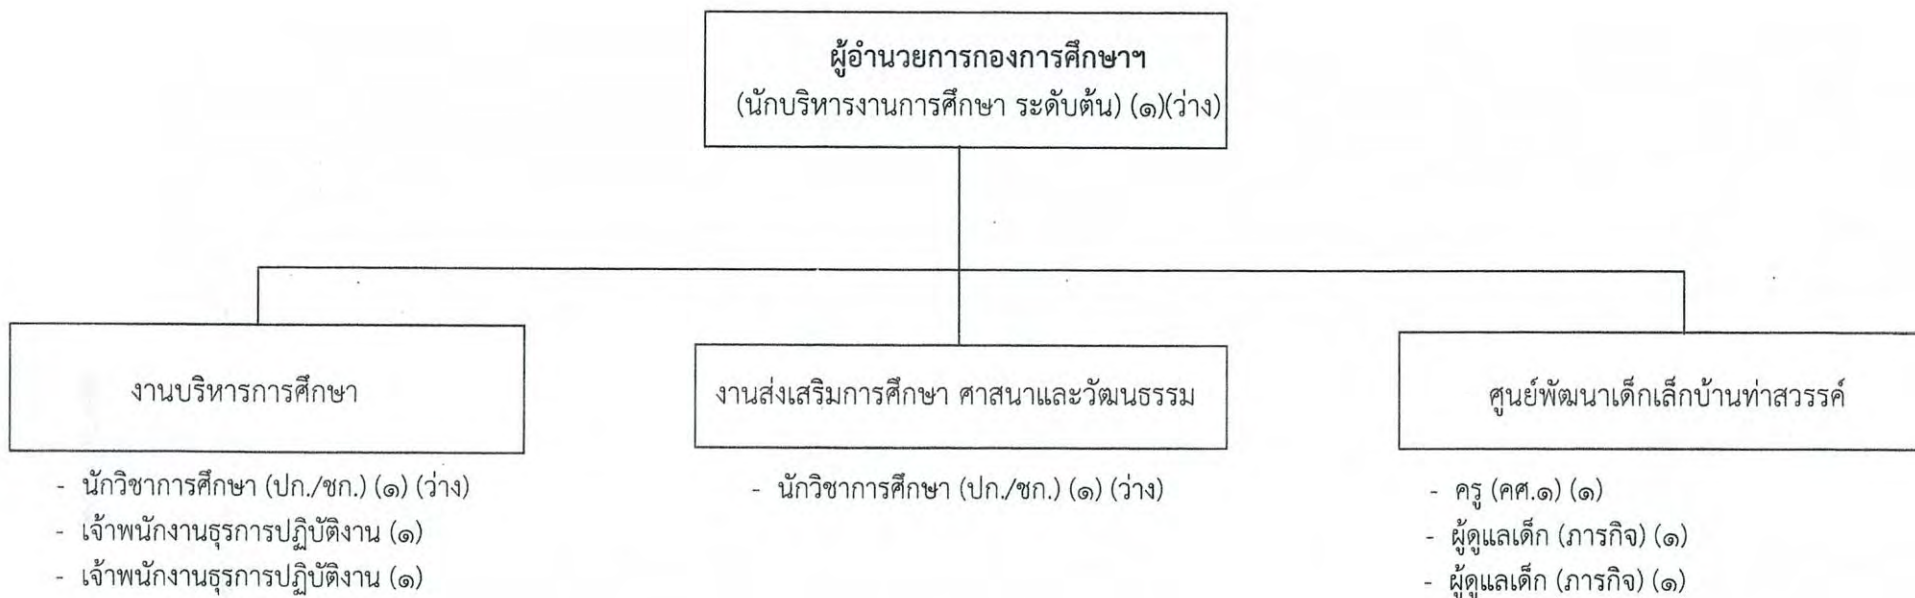 ผู้อำนวยการกองการศึกษาฯ
(นักบริหารงานการศึกษา ระดับต้น) (๑)(ว่าง)
งานบริหารการศึกษา
- นักวิชาการศึกษา (ปก./ชก.) (๑) (ว่าง)
- เจ้าพนักงานธุรการปฏิบัติงาน (๑)
- เจ้าพนักงานธุรการปฏิบัติงาน (๑)
งานส่งเสริมการศึกษา ศาสนาและวัฒนธรรม
- นักวิชาการศึกษา (ปก./ชก.) (๑) (ว่าง)
ศูนย์พัฒนาเด็กเล็กบ้านท่าสวรรค์
- ครู (คศ.๑) (๑)
- ผู้ดูแลเด็ก (ภารกิจ) (๑)
- ผู้ดูแลเด็ก (ภารกิจ) (๑)